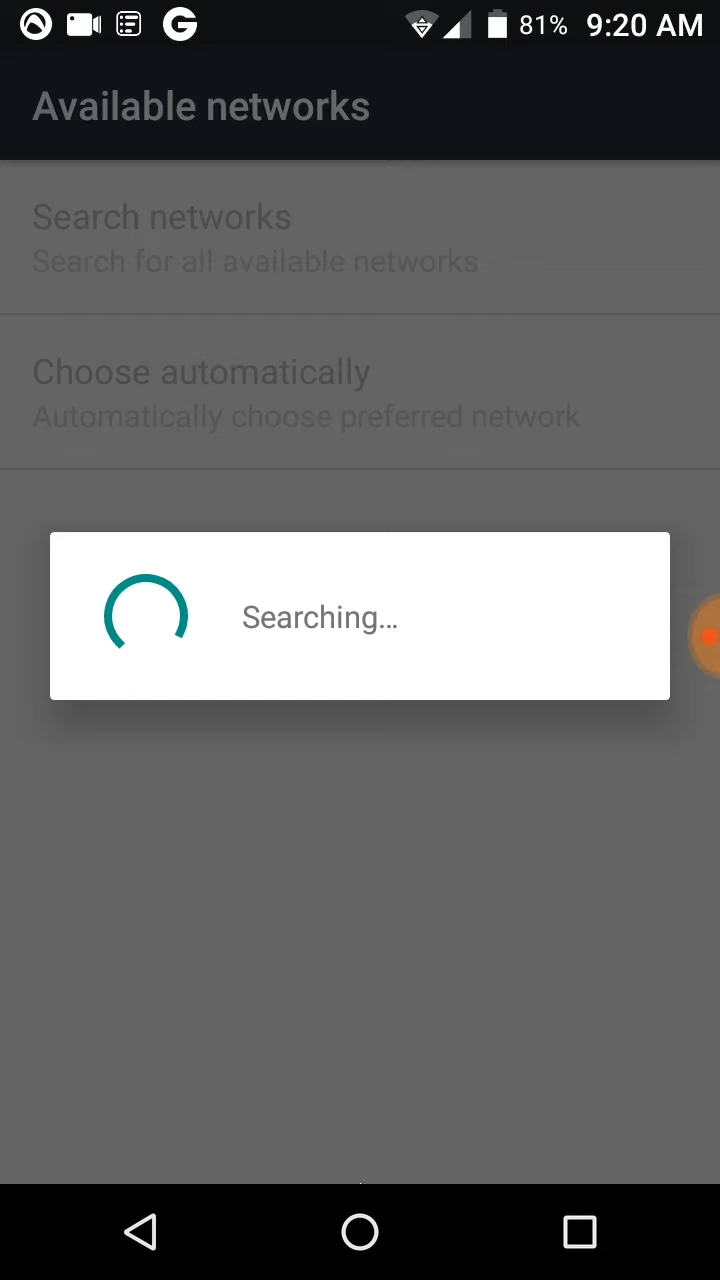 81% 9:20 AM
Available networks
Search networks
Search for all available networks
Choose automatically
Automatically choose preferred network
Searching...